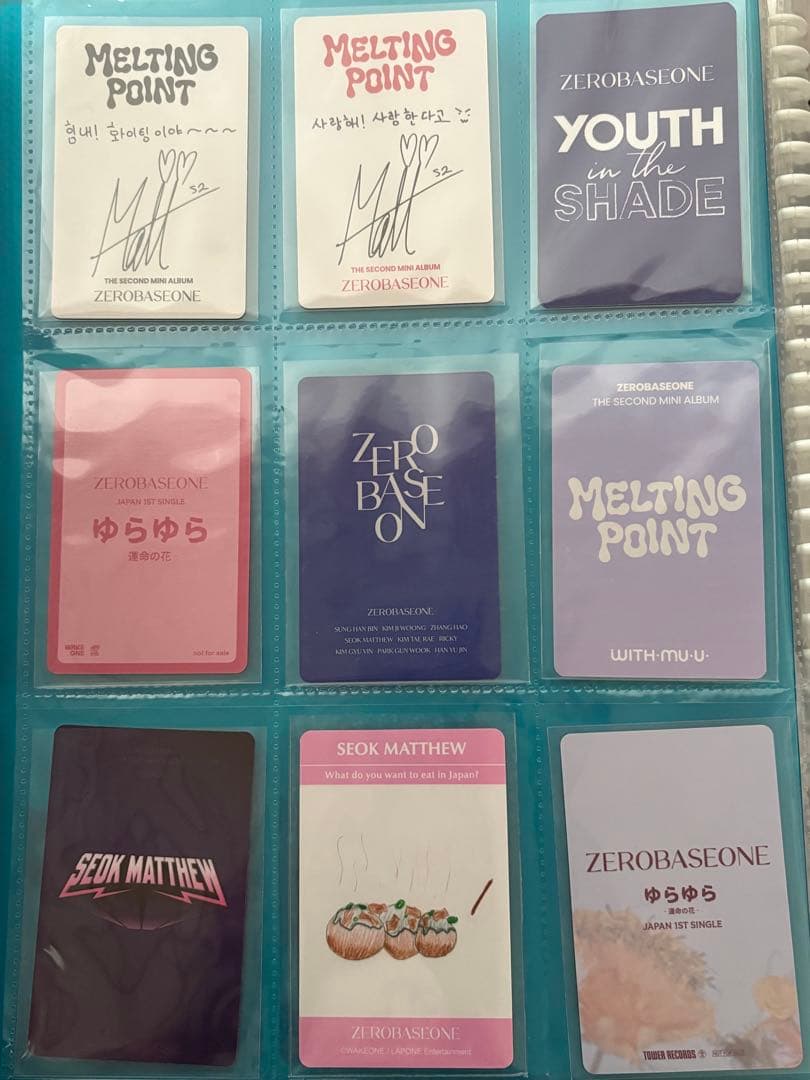 MELTING
POINT
힘내! 화이팅이야~~~
Matt
S2
THE SECOND MINI ALBUM
ZEROBASEONE
MELTING
POINT
사랑해! 사랑한다고
Matt
S2
THE SECOND MINI ALBUM
ZEROBASEONE
ZEROBASEONE
YOUTH
in the
SHADE
ZEROBASEONE
JAPAN 1ST SINGLE
ゆらゆら
-運命の花-
not for sale
ZERO
BASE
ON
ZEROBASEONE
SUNG HAN BIN KIM JI WOONG ZHANG HAO
SEOK MATTHEW KIM TAE RAE RICKY
KIM GYU VIN PARK GUN WOOK HAN YU JIN
ZEROBASEONE
THE SECOND MINI ALBUM
MELTING
POINT
WITH·MU·U·
SEOK MATTHEW
SEOK MATTHEW
What do you want to eat in Japan?
ZEROBASEONE
©WAKEONE / LAPONE Entertainment
ZEROBASEONE
ゆらゆら
-運命の花-
JAPAN 1ST SINGLE
TOWER RECORDS